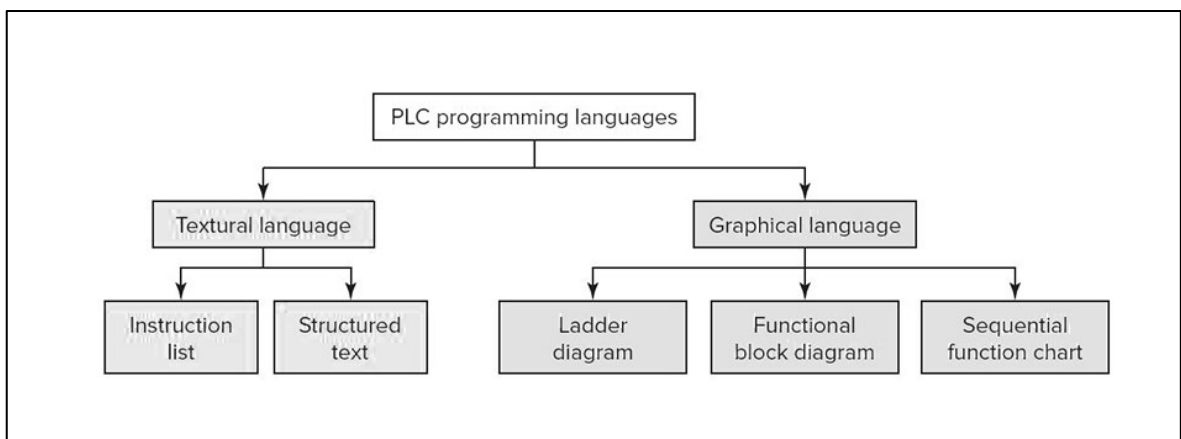 PLC programming languages
Textural language
Graphical language
Instruction
list
Structured
text
Ladder
diagram
Functional
block diagram
Sequential
function chart